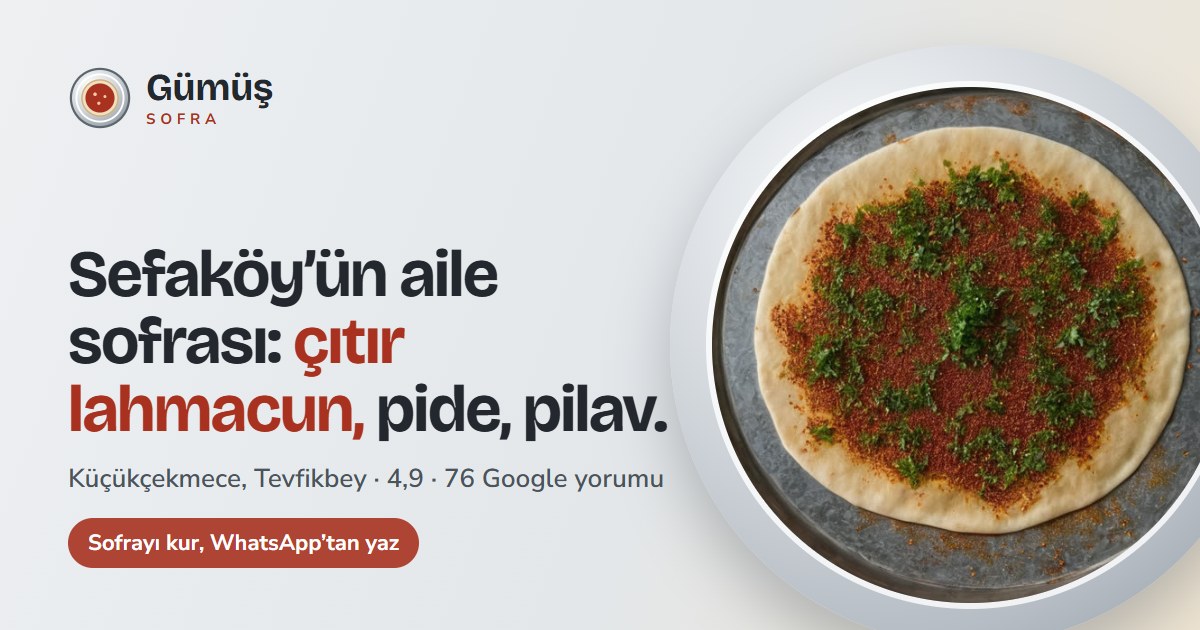 Gümüş
SOFRA
Sefaköy’ün aile
sofrası: çıtır
lahmacun, pide, pilav.
Küçükçekmece, Tevfikbey · 4,9 · 76 Google yorumu
Sofrayı kur, WhatsApp’tan yaz